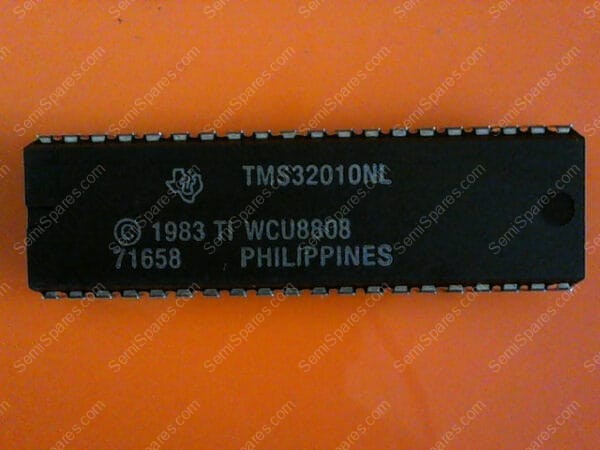 TMS32010NL
© 1983 TI WCU8808
71658 PHILIPPINES
SemiSpares.com